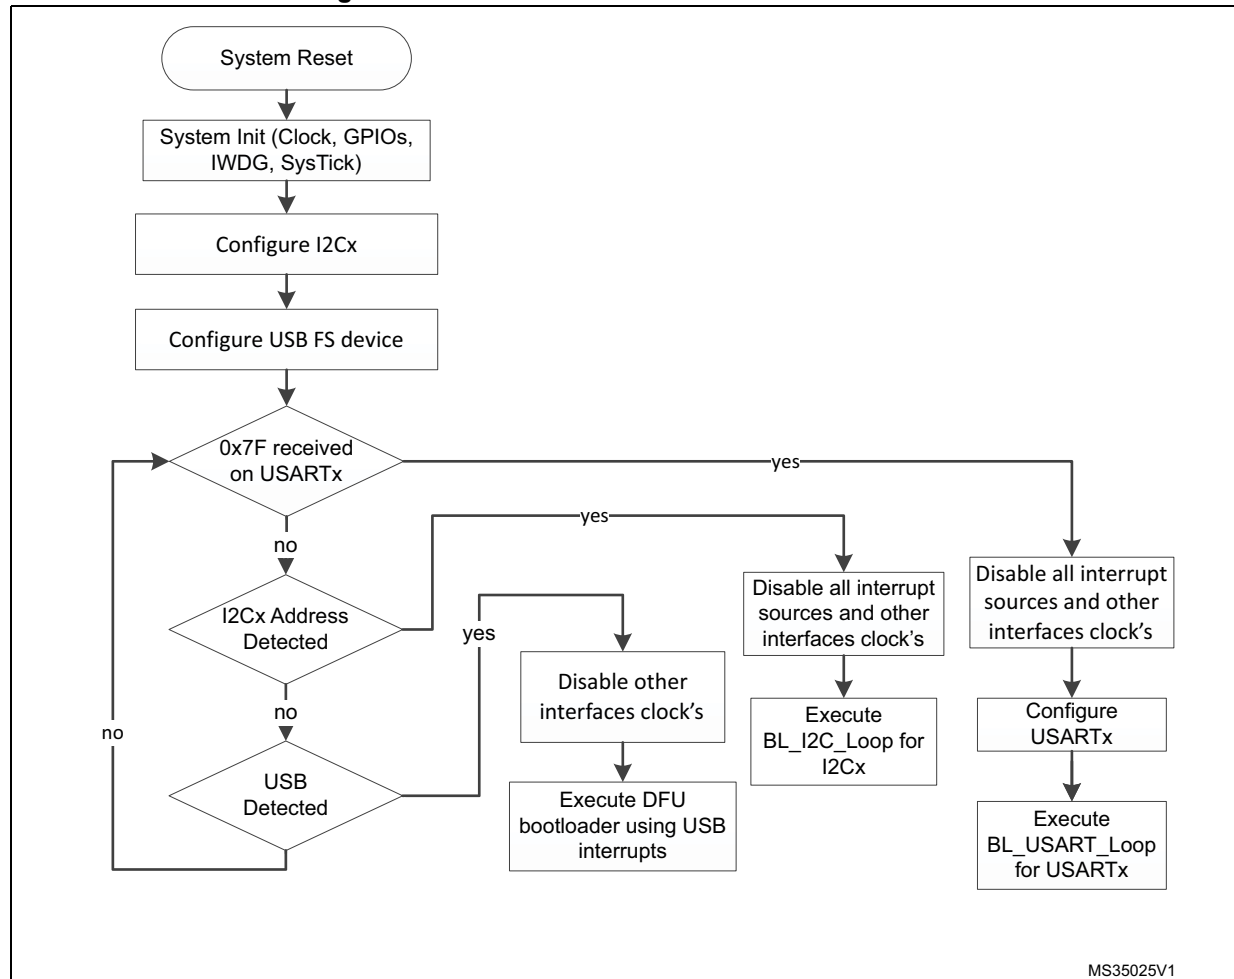 System Reset
System Init (Clock, GPIOs,
IWDG, SysTick)
Configure I2Cx
Configure USB FS device
0x7F received
on USARTx
yes
no
yes
I2Cx Address
Detected
yes
no
no
USB
Detected
Disable other
interfaces clock's
Execute DFU
bootloader using USB
interrupts
Disable all interrupt
sources and other
interfaces clock's
Execute
BL_I2C_Loop for
I2Cx
Disable all interrupt
sources and other
interfaces clock's
Configure
USARTx
Execute
BL_USART_Loop
for USARTx
MS35025V1